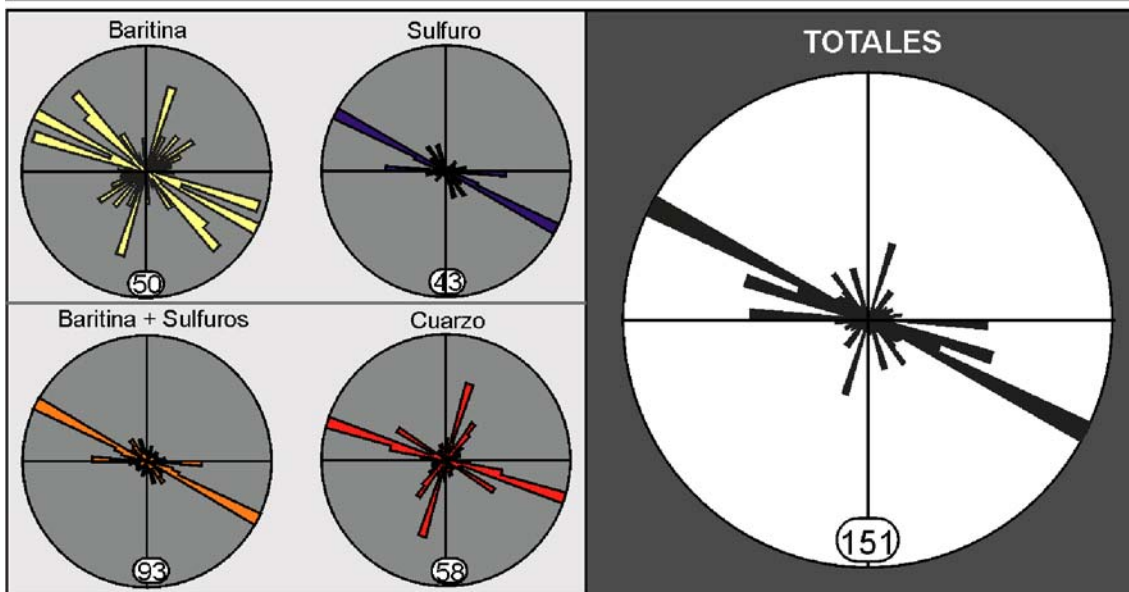 Baritina
50
Sulfuro
43
Baritina + Sulfuros
93
Cuarzo
58
TOTALES
151